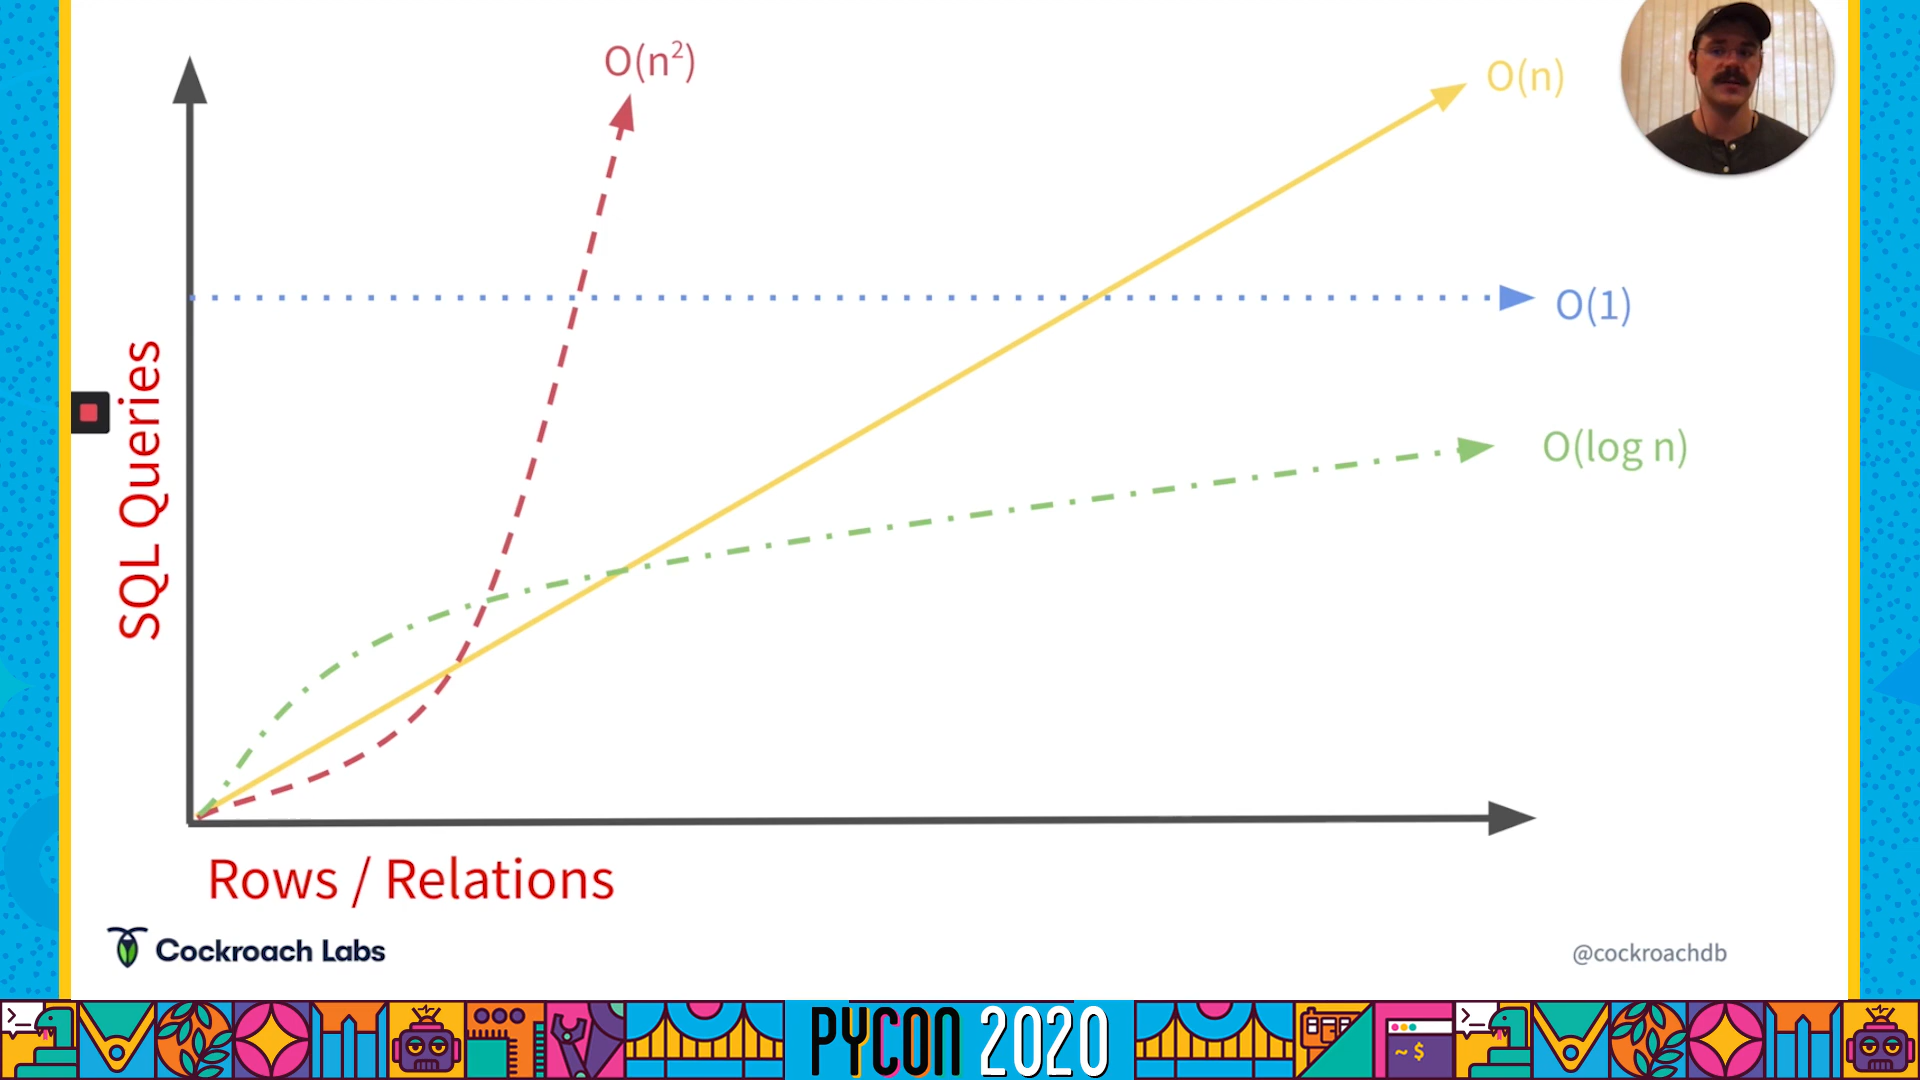 O(n²)
O(n)
O(1)
O(log n)
SQL Queries
Rows / Relations
Cockroach Labs
@cockroachdb
PYCON 2020
~ $